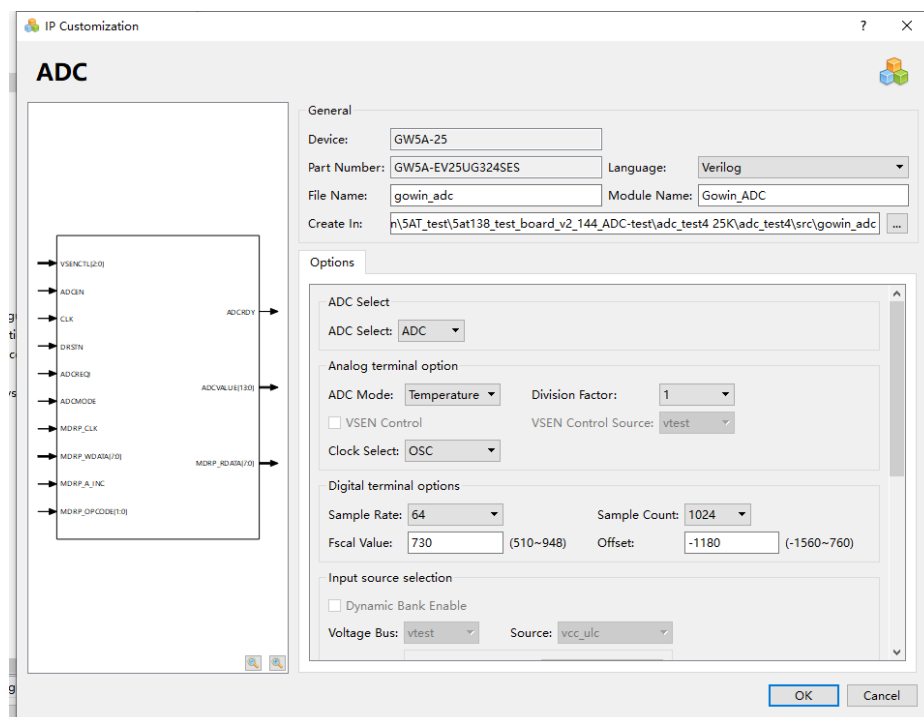 IP Customization
ADC
General
Device: GW5A-25
Part Number: GW5A-EV25UG324SES Language: Verilog
File Name: gowin_adc Module Name: Gowin_ADC
Create In: n\5AT_test\5at138_test_board_v2_144_ADC-test\adc_test4 25K\adc_test4\src\gowin_adc ...
Options
VSENCTL[2:0]
ADCEN
CLK
DRSTN
ADCREQI
ADCMODE
MDRP_CLK
MDRP_WDATA[7:0]
MDRP_A_INC
MDRP_OPCODE[1:0]
ADCRDY
ADCVALUE[13:0]
MDRP_RDATA[7:0]
ADC Select
ADC Select: ADC
Analog terminal option
ADC Mode: Temperature Division Factor: 1
VSEN Control VSEN Control Source: vtest
Clock Select: OSC
Digital terminal options
Sample Rate: 64 Sample Count: 1024
Fscal Value: 730 (510~948) Offset: -1180 (-1560~760)
Input source selection
Dynamic Bank Enable
Voltage Bus: vtest Source: vcc_ulc
OK Cancel